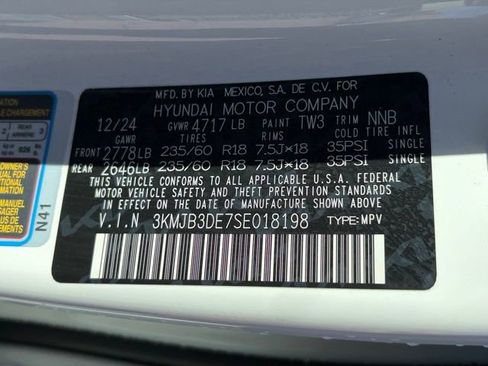 MFD. BY KIA MEXICO, S.A. DE C.V. FOR
HYUNDAI MOTOR COMPANY
12/24 GVWR 4717 LB PAINT TW3 TRIM NNB
GAWR TIRES RIMS
FRONT 2778LB 235/60 R18 7.5J×18 35PSI SINGLE
REAR 2646LB 235/60 R18 7.5J×18 35PSI SINGLE
THIS VEHICLE CONFORMS TO ALL APPLICABLE U.S.A. FEDERAL
MOTOR VEHICLE SAFETY AND THEFT PREVENTION STANDARDS
IN EFFECT ON THE DATE OF MANUFACTURE SHOWN ABOVE.
V.I.N 3KMJB3DE7SE018198 TYPE: MPV
REAR
OWNER'S
MANUAL
N41